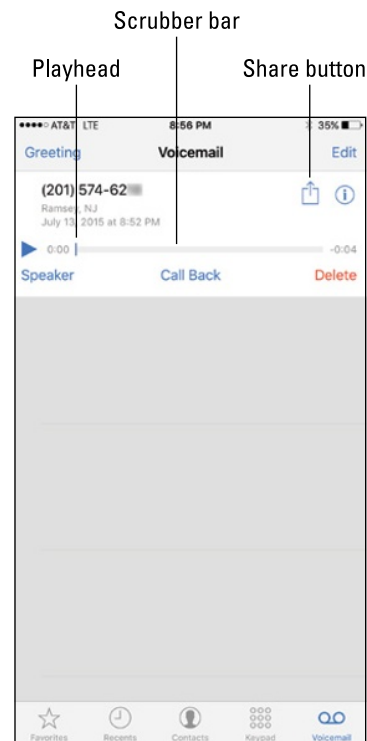 Scrubber bar
Playhead Share button
AT&T LTE 8:56 PM 35%
Greeting Voicemail Edit
(201) 574-62
Ramsey, NJ
July 13, 2015 at 8:52 PM
0:00 -0:04
Speaker Call Back Delete
Favorites Recents Contacts Keypad Voicemail